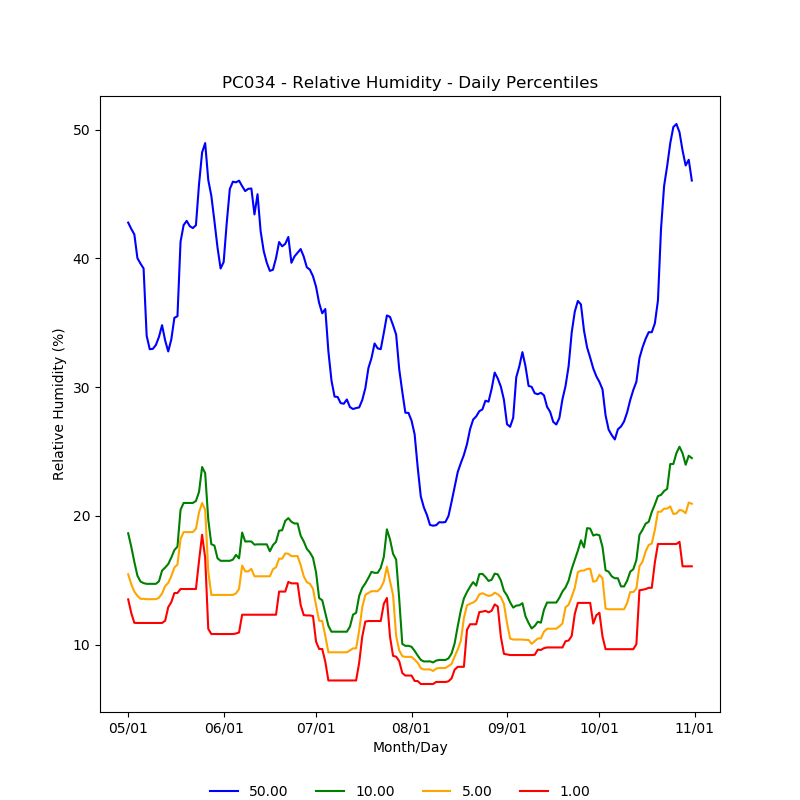 PC034 - Relative Humidity - Daily Percentiles
50
40
30
20
10
Relative Humidity (%)
05/01 06/01 07/01 08/01 09/01 10/01 11/01
Month/Day
50.00 10.00 5.00 1.00